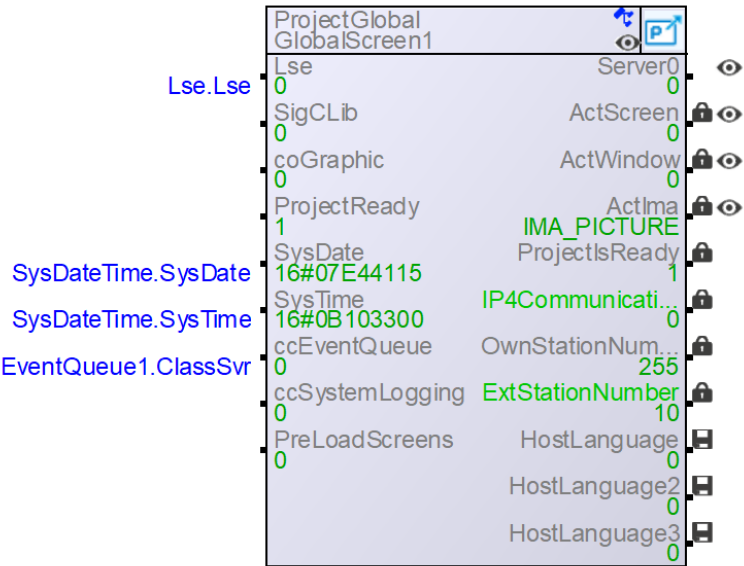 ProjectGlobal
GlobalScreen1
Lse Server0
Lse.Lse 0 0
SigCLib ActScreen
0 0
coGraphic ActWindow
0 0
ProjectReady ActIma
1 IMA_PICTURE
SysDate ProjectIsReady
SysDateTime.SysDate 16#07E44115 1
SysTime IP4Communicati...
SysDateTime.SysTime 16#0B103300 0
ccEventQueue OwnStationNum...
EventQueue1.ClassSvr 0 255
ccSystemLogging ExtStationNumber
0 10
PreLoadScreens HostLanguage
0 0
HostLanguage2
0
HostLanguage3
0